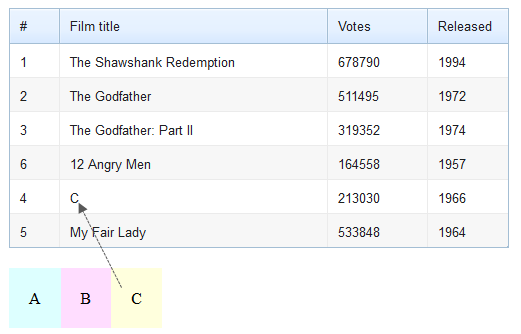 # Film title Votes Released
1 The Shawshank Redemption 678790 1994
2 The Godfather 511495 1972
3 The Godfather: Part II 319352 1974
6 12 Angry Men 164558 1957
4 C 213030 1966
5 My Fair Lady 533848 1964
A B C